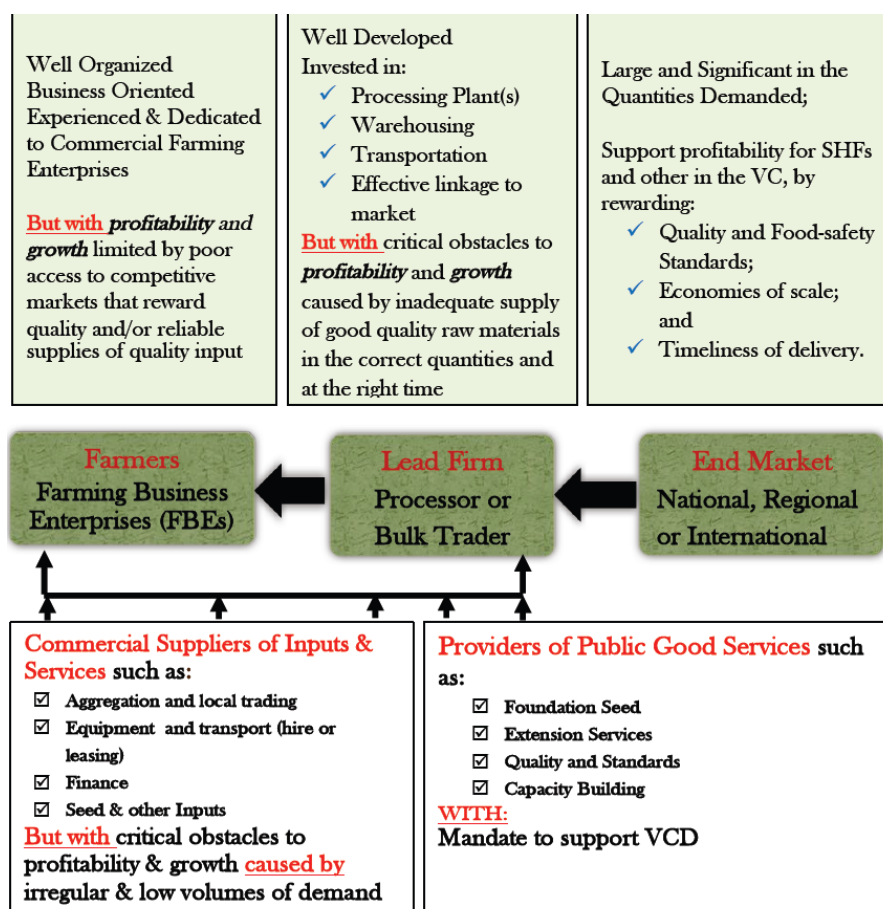 Well Organized
Business Oriented
Experienced & Dedicated
to Commercial Farming
Enterprises
But with profitability and
growth limited by poor
access to competitive
markets that reward
quality and/or reliable
supplies of quality input
Well Developed
Invested in:
✓ Processing Plant(s)
✓ Warehousing
✓ Transportation
✓ Effective linkage to
market
But with critical obstacles to
profitability and growth
caused by inadequate supply
of good quality raw materials
in the correct quantities and
at the right time
Large and Significant in the
Quantities Demanded;
Support profitability for SHFs
and other in the VC, by
rewarding:
✓ Quality and Food-safety
Standards;
✓ Economies of scale;
and
✓ Timeliness of delivery.
Farmers
Farming Business
Enterprises (FBEs)
Lead Firm
Processor or
Bulk Trader
End Market
National, Regional
or International
Commercial Suppliers of Inputs &
Services such as:
☑ Aggregation and local trading
☑ Equipment and transport (hire or
leasing)
☑ Finance
☑ Seed & other Inputs
But with critical obstacles to
profitability & growth caused by
irregular & low volumes of demand
Providers of Public Good Services such
as:
☑ Foundation Seed
☑ Extension Services
☑ Quality and Standards
☑ Capacity Building
WITH:
Mandate to support VCD